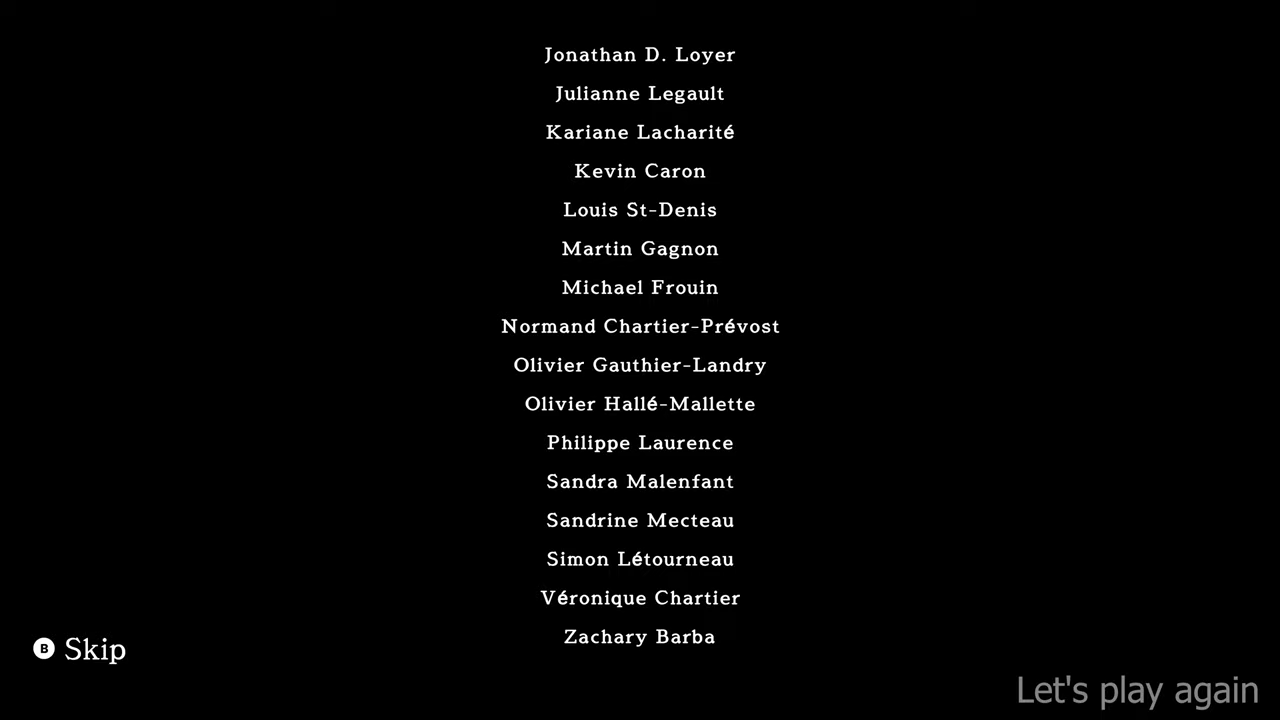 Jonathan D. Loyer
Julianne Legault
Kariane Lacharité
Kevin Caron
Louis St-Denis
Martin Gagnon
Michael Frouin
Normand Chartier-Prévost
Olivier Gauthier-Landry
Olivier Hallé-Mallette
Philippe Laurence
Sandra Malenfant
Sandrine Mecteau
Simon Létourneau
Véronique Chartier
Zachary Barba
B Skip
Let's play again